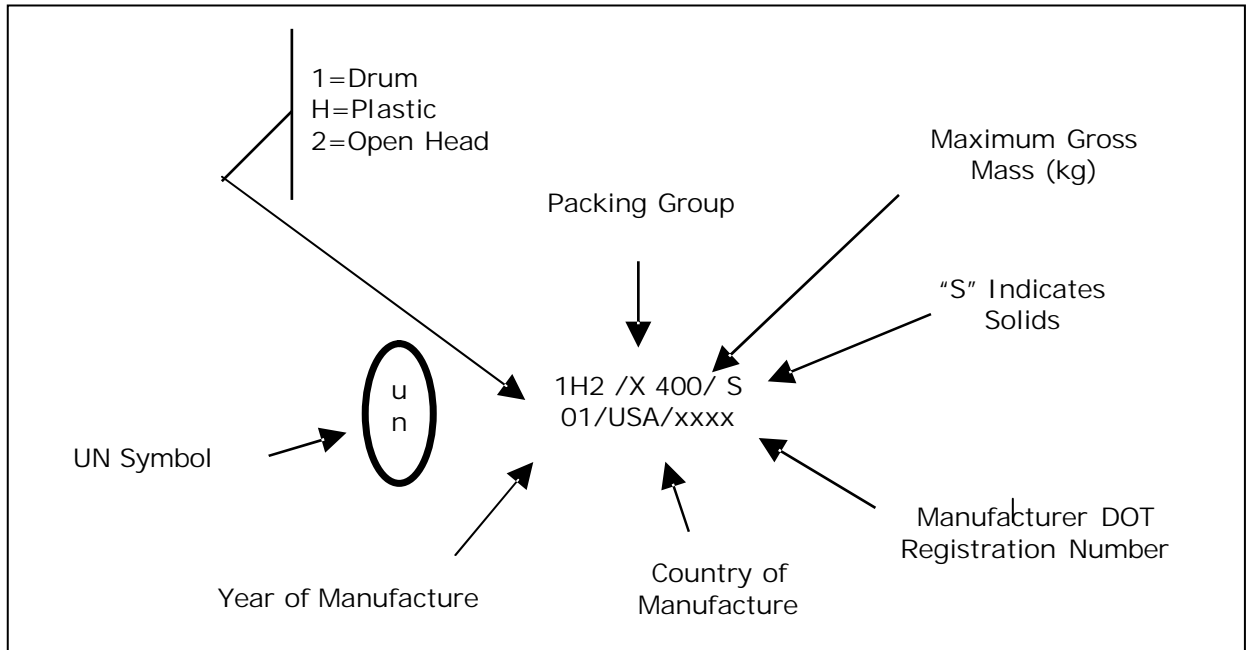 1=Drum
H=Plastic
2=Open Head
Maximum Gross
Mass (kg)
Packing Group
“S” Indicates
Solids
u
n
1H2 /X 400/ S
01/USA/xxxx
UN Symbol
Manufacturer DOT
Registration Number
Country of
Manufacture
Year of Manufacture